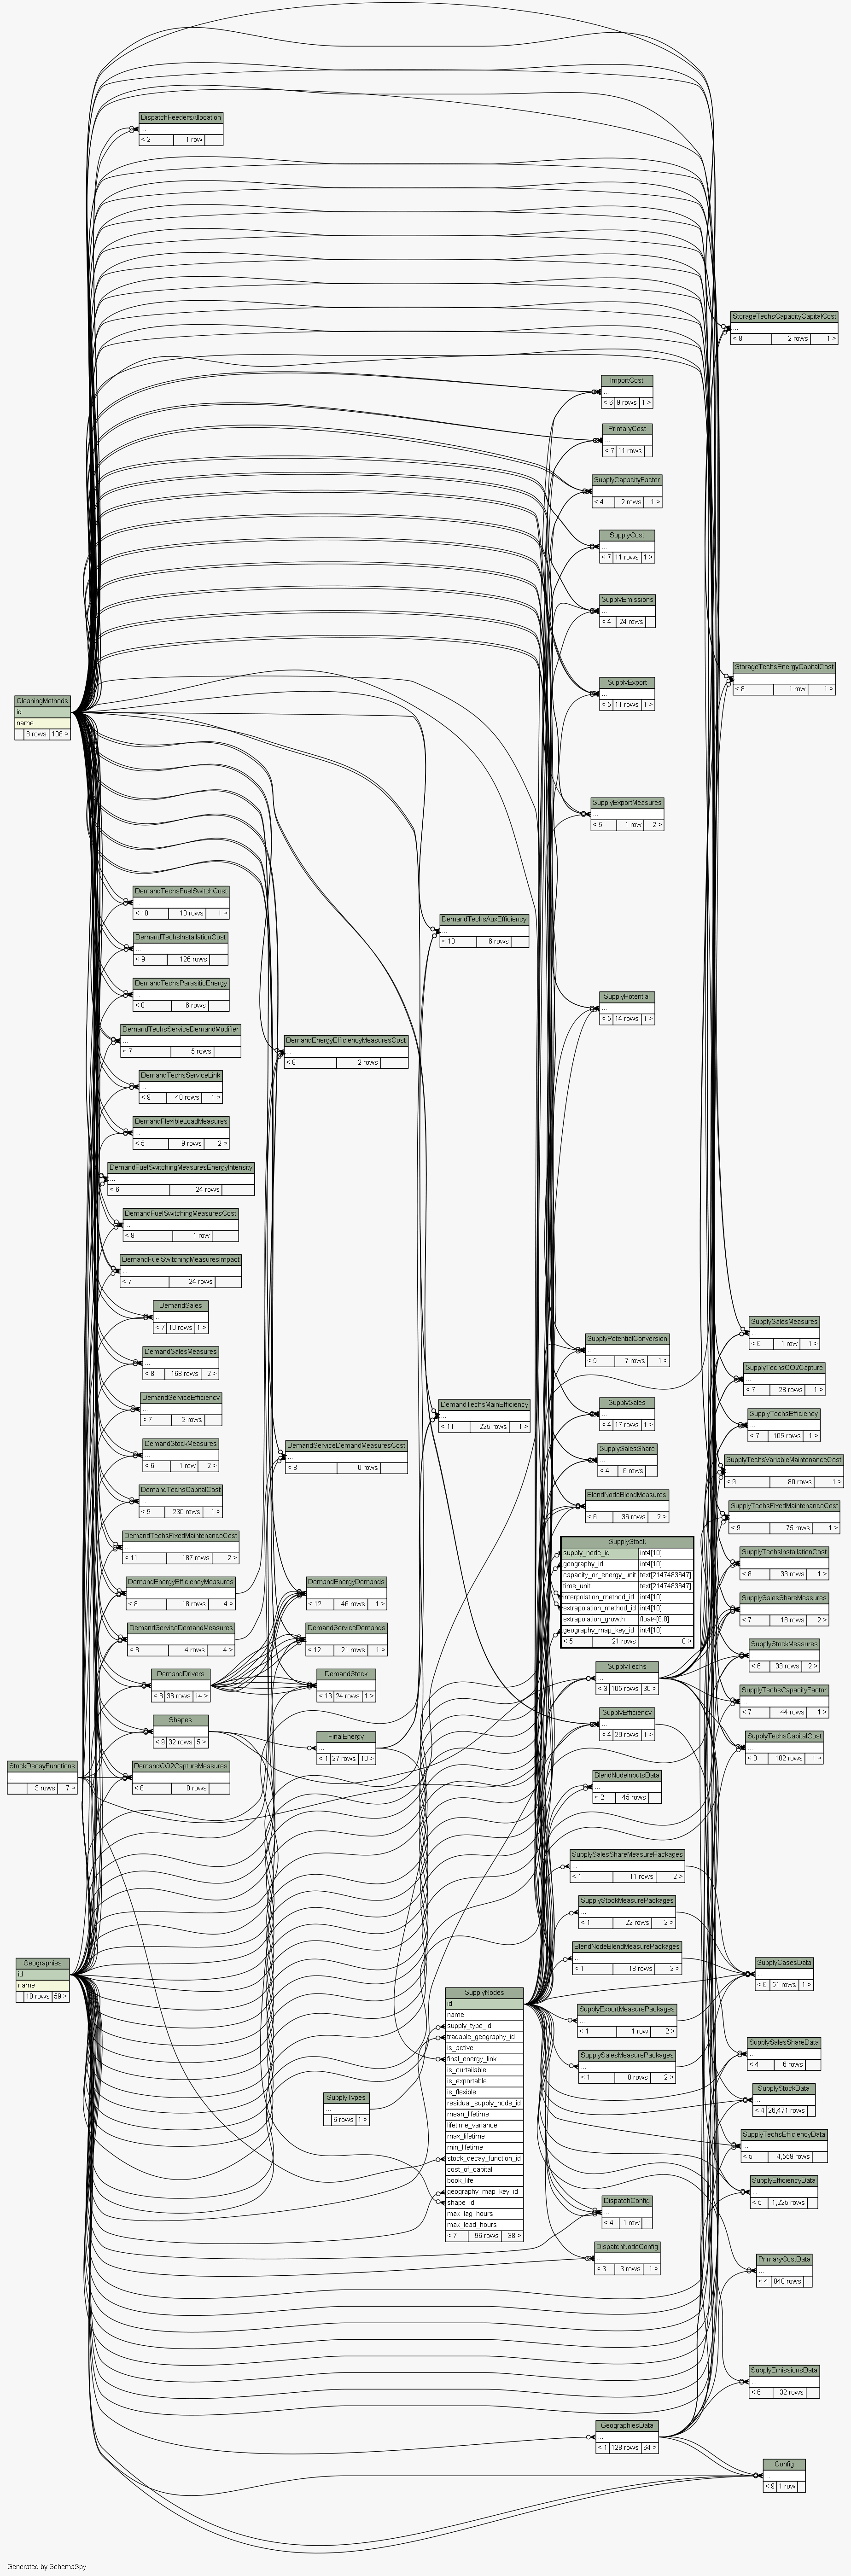 DispatchFeedersAllocation
...
< 2 1 row
StorageTechsCapacityCapitalCost
...
< 8 2 rows 1 >
ImportCost
...
< 6 9 rows 1 >
PrimaryCost
...
< 7 11 rows
SupplyCapacityFactor
...
< 4 2 rows 1 >
SupplyCost
...
< 7 11 rows 1 >
SupplyEmissions
...
< 4 24 rows
StorageTechsEnergyCapitalCost
...
< 8 1 row 1 >
SupplyExport
...
< 5 11 rows 1 >
CleaningMethods
id
name
8 rows 108 >
SupplyExportMeasures
...
< 5 1 row 2 >
DemandTechsFuelSwitchCost
...
< 10 10 rows 1 >
DemandTechsAuxEfficiency
...
< 10 6 rows
DemandTechsInstallationCost
...
< 9 126 rows
DemandTechsParasiticEnergy
...
< 8 6 rows
SupplyPotential
...
< 5 14 rows 1 >
DemandTechsServiceDemandModifier
...
< 7 5 rows
DemandEnergyEfficiencyMeasuresCost
...
< 8 2 rows
DemandTechsServiceLink
...
< 9 40 rows 1 >
DemandFlexibleLoadMeasures
...
< 5 9 rows 2 >
DemandFuelSwitchingMeasuresEnergyIntensity
...
< 6 24 rows
DemandFuelSwitchingMeasuresCost
...
< 8 1 row
DemandFuelSwitchingMeasuresImpact
...
< 7 24 rows
DemandSales
...
< 7 10 rows 1 >
SupplySalesMeasures
...
< 6 1 row 1 >
SupplyPotentialConversion
...
< 5 7 rows 1 >
DemandSalesMeasures
...
< 8 168 rows 2 >
SupplyTechsCO2Capture
...
< 7 28 rows 1 >
DemandServiceEfficiency
...
< 7 2 rows
DemandTechsMainEfficiency
...
< 11 225 rows 1 >
SupplySales
...
< 4 17 rows 1 >
SupplyTechsEfficiency
...
< 7 105 rows 1 >
DemandStockMeasures
...
< 6 1 row 2 >
DemandServiceDemandMeasuresCost
...
< 8 0 rows
SupplySalesShare
...
< 4 6 rows
SupplyTechsVariableMaintenanceCost
...
< 9 80 rows 1 >
DemandTechsCapitalCost
...
< 9 230 rows 1 >
BlendNodeBlendMeasures
...
< 6 36 rows 2 >
SupplyTechsFixedMaintenanceCost
...
< 9 75 rows 1 >
DemandTechsFixedMaintenanceCost
...
< 11 187 rows 2 >
SupplyStock
supply_node_id int4[10]
geography_id int4[10]
capacity_or_energy_unit text[2147483647]
time_unit text[2147483647]
interpolation_method_id int4[10]
extrapolation_method_id int4[10]
extrapolation_growth float4[8,8]
geography_map_key_id int4[10]
< 5 21 rows 0 >
SupplyTechsInstallationCost
...
< 8 33 rows 1 >
DemandEnergyEfficiencyMeasures
...
< 8 18 rows 4 >
DemandEnergyDemands
...
< 12 46 rows 1 >
SupplySalesShareMeasures
...
< 7 18 rows 2 >
DemandServiceDemandMeasures
...
< 8 4 rows 4 >
DemandServiceDemands
...
< 12 21 rows 1 >
SupplyStockMeasures
...
< 6 33 rows 2 >
DemandDrivers
...
< 8 36 rows 14 >
DemandStock
...
< 13 24 rows 1 >
SupplyTechs
...
< 3 105 rows 30 >
SupplyTechsCapacityFactor
...
< 7 44 rows 1 >
Shapes
...
< 9 32 rows 5 >
FinalEnergy
...
< 1 27 rows 10 >
SupplyEfficiency
...
< 4 29 rows 1 >
SupplyTechsCapitalCost
...
< 8 102 rows 1 >
StockDecayFunctions
...
3 rows 7 >
DemandCO2CaptureMeasures
...
< 8 0 rows
BlendNodeInputsData
...
< 2 45 rows
SupplySalesShareMeasurePackages
...
< 1 11 rows 2 >
SupplyStockMeasurePackages
...
< 1 22 rows 2 >
BlendNodeBlendMeasurePackages
...
< 1 18 rows 2 >
Geographies
id
name
10 rows 59 >
SupplyCasesData
...
< 6 51 rows 1 >
SupplyNodes
id
name
supply_type_id
tradable_geography_id
is_active
final_energy_link
is_curtailable
is_exportable
is_flexible
residual_supply_node_id
mean_lifetime
lifetime_variance
max_lifetime
min_lifetime
stock_decay_function_id
cost_of_capital
book_life
geography_map_key_id
shape_id
max_lag_hours
max_lead_hours
< 7 96 rows 38 >
SupplyExportMeasurePackages
...
< 1 1 row 2 >
SupplySalesMeasurePackages
...
< 1 0 rows 2 >
SupplySalesShareData
...
< 4 6 rows
SupplyTypes
...
6 rows 1 >
SupplyStockData
...
< 4 26,471 rows
SupplyTechsEfficiencyData
...
< 5 4,559 rows
SupplyEfficiencyData
...
< 5 1,225 rows
DispatchConfig
...
< 4 1 row
DispatchNodeConfig
...
< 3 3 rows 1 >
PrimaryCostData
...
< 4 848 rows
SupplyEmissionsData
...
< 6 32 rows
GeographiesData
...
< 1 128 rows 64 >
Config
...
< 9 1 row
Generated by SchemaSpy